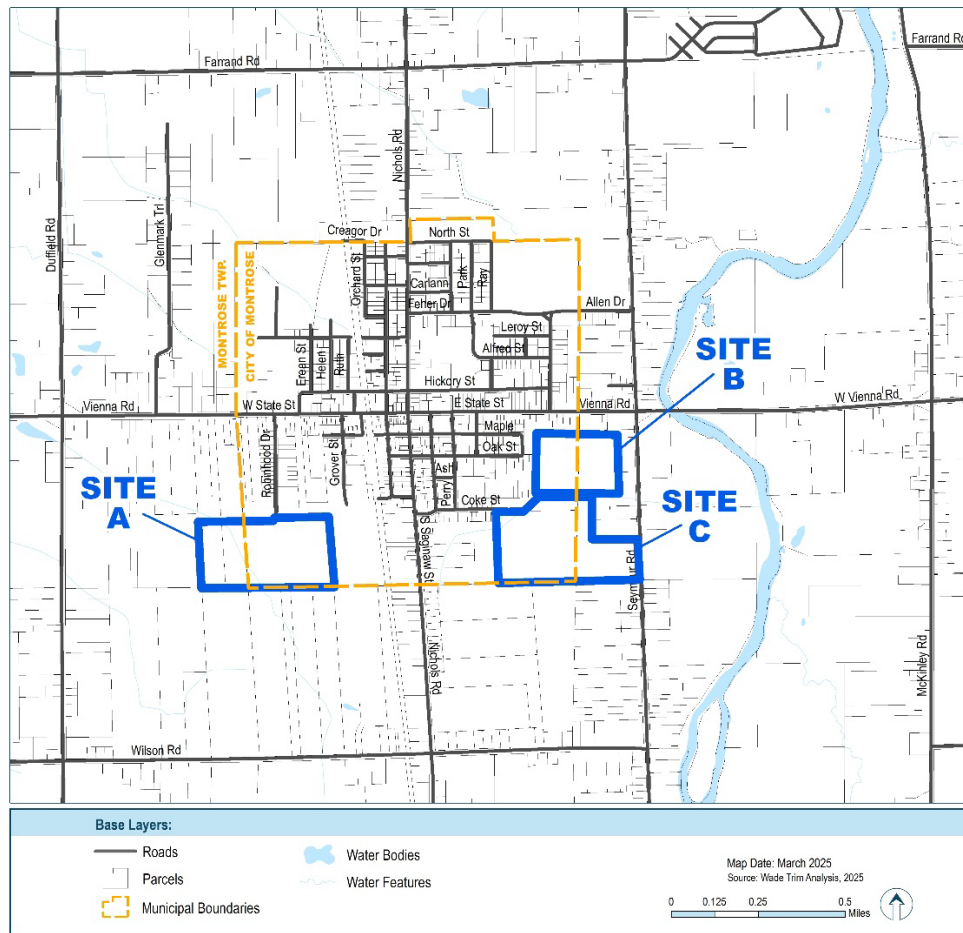 Farrand Rd
Farrand Rd
Nichols Rd
Duffield Rd
Glenmark Trl
Creagor Dr
North St
MONTROSE TWP.
CITY OF MONTROSE
Orchard St
Park
Ray
Carlann
Feher Dr
Allen Dr
Leroy St
Alfred St
Ereen St
Helen
Ruth
SITE
B
Hickory St
W State St
E State St
Vienna Rd
Vienna Rd
W Vienna Rd
Maple
Oak St
Robinhood Dr
Grover St
Ash
Perry
SITE
A
Coke St
SITE
C
S Saginaw St
Seymour Rd
Nichols Rd
McKinley Rd
Wilson Rd
Base Layers:
Roads
Parcels
Municipal Boundaries
Water Bodies
Water Features
Map Date: March 2025
Source: Wade Trim Analysis, 2025
0 0.125 0.25 0.5
Miles